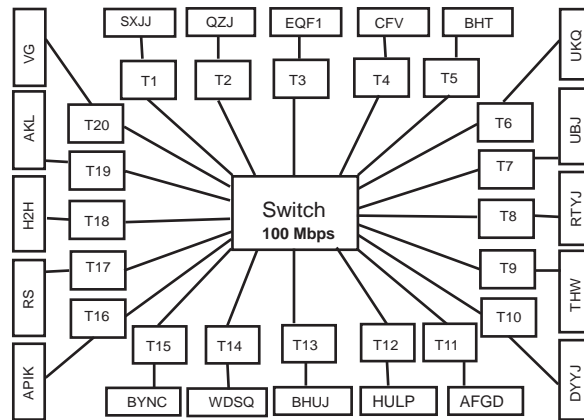 SXJJ QZJ EQF1 CFV BHT
VG UKQ
T1 T2 T3 T4 T5
T20 T6
AKL UBJ
T19 T7
H2H T18 Switch T8 RTYJ
100 Mbps
RS T17 T9 THW
T16 T10
APIK DYYJ
T15 T14 T13 T12 T11
BYNC WDSQ BHUJ HULP AFGD